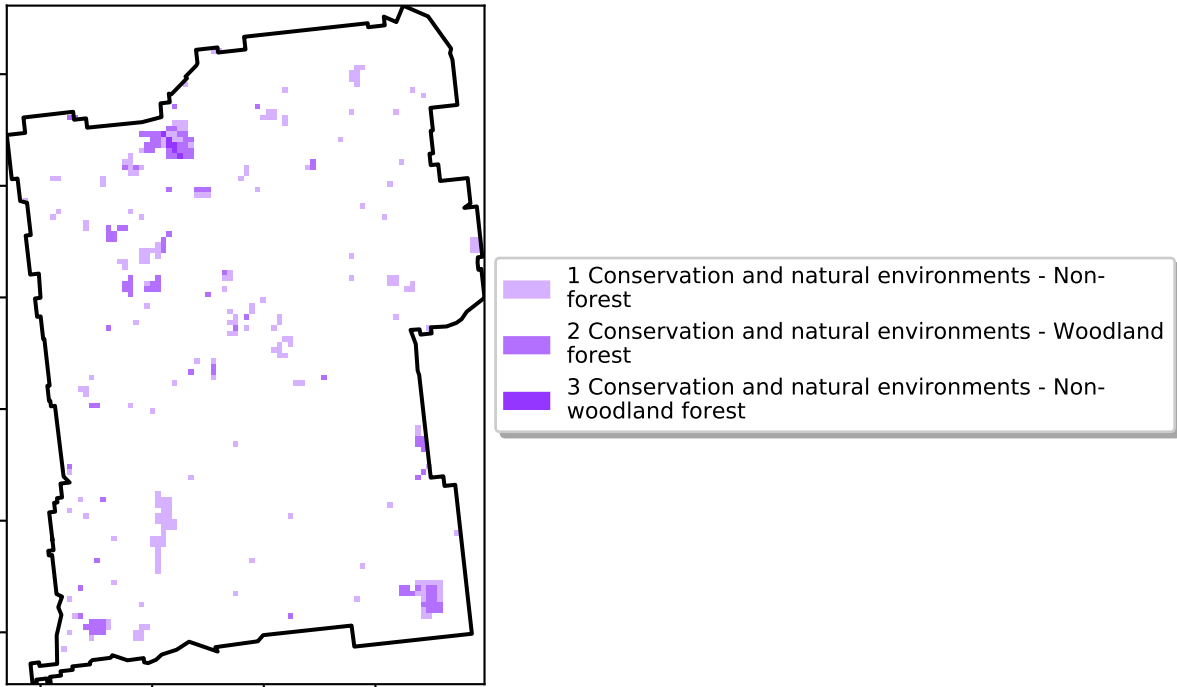 1 Conservation and natural environments - Non-
forest
2 Conservation and natural environments - Woodland
forest
3 Conservation and natural environments - Non-
woodland forest